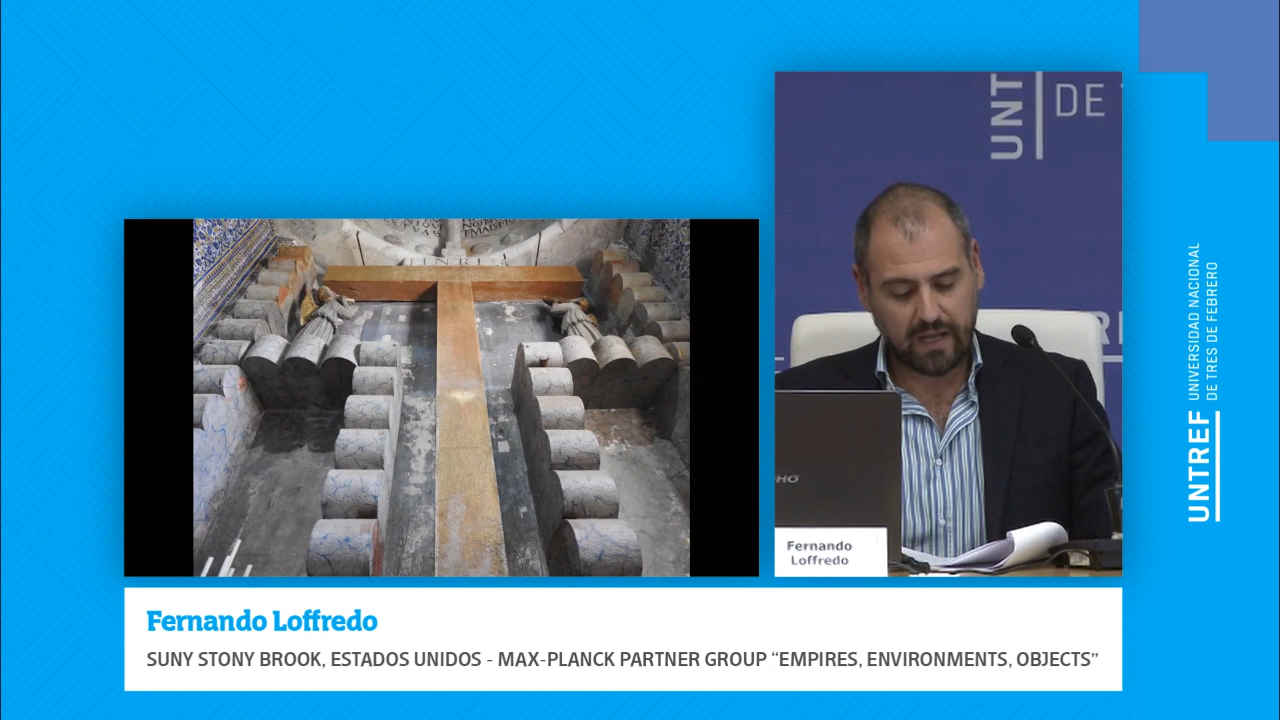 UNT
DE
INRI
Fernando
Loffredo
UNTREF
UNIVERSIDAD NACIONAL
DE TRES DE FEBRERO
Fernando Loffredo
SUNY STONY BROOK, ESTADOS UNIDOS - MAX-PLANCK PARTNER GROUP “EMPIRES, ENVIRONMENTS, OBJECTS”